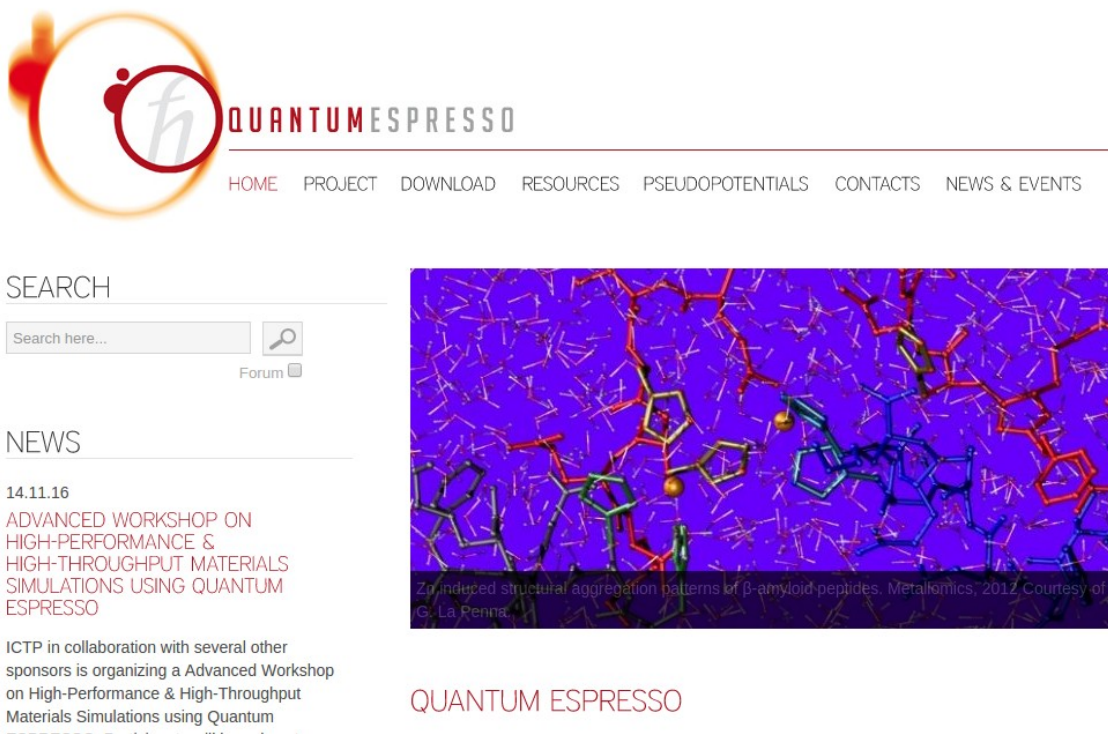 ħ
QUANTUMESPRESSO
HOME PROJECT DOWNLOAD RESOURCES PSEUDOPOTENTIALS CONTACTS NEWS & EVENTS
SEARCH
Search here...
Forum
NEWS
14.11.16
ADVANCED WORKSHOP ON
HIGH-PERFORMANCE &
HIGH-THROUGHPUT MATERIALS
SIMULATIONS USING QUANTUM
ESPRESSO
ICTP in collaboration with several other
sponsors is organizing a Advanced Workshop
on High-Performance & High-Throughput
Materials Simulations using Quantum
Zn induced structural aggregation patterns of β-amyloid peptides. Metallomics, 2012 Courtesy of
G. La Penna.
QUANTUM ESPRESSO